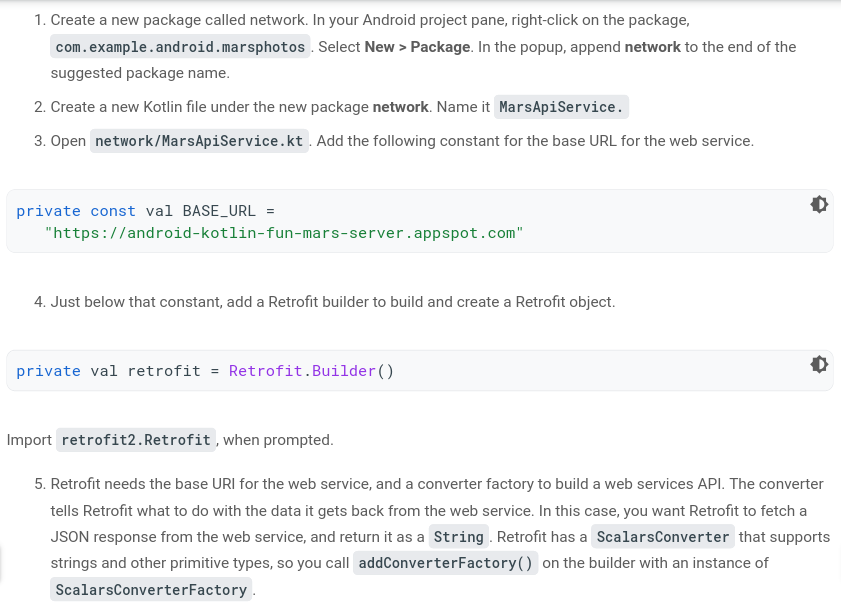 1. Create a new package called network. In your Android project pane, right-click on the package,
com.example.android.marsphotos. Select New > Package. In the popup, append network to the end of the
suggested package name.
2. Create a new Kotlin file under the new package network. Name it MarsApiService.
3. Open network/MarsApiService.kt. Add the following constant for the base URL for the web service.
private const val BASE_URL =
"https://android-kotlin-fun-mars-server.appspot.com"
4. Just below that constant, add a Retrofit builder to build and create a Retrofit object.
private val retrofit = Retrofit.Builder()
Import retrofit2.Retrofit, when prompted.
5. Retrofit needs the base URI for the web service, and a converter factory to build a web services API. The converter
tells Retrofit what to do with the data it gets back from the web service. In this case, you want Retrofit to fetch a
JSON response from the web service, and return it as a String. Retrofit has a ScalarsConverter that supports
strings and other primitive types, so you call addConverterFactory() on the builder with an instance of
ScalarsConverterFactory.